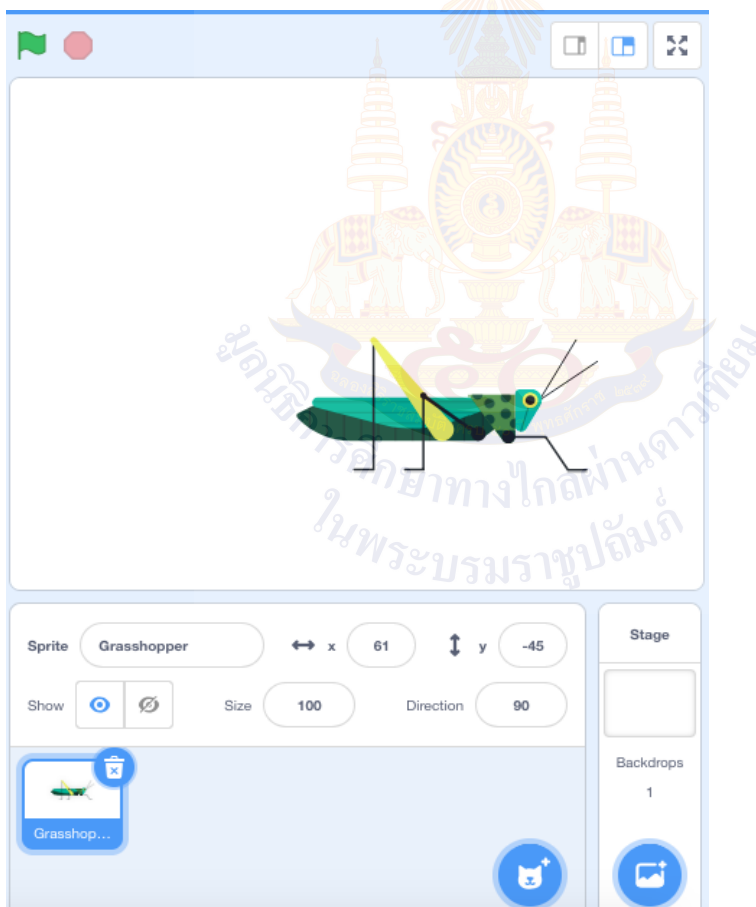 มูลนิธิการศึกษาทางไกลผ่านดาวเทียม
ในพระบรมราชูปถัมภ์
Sprite Grasshopper x 61 y -45
Show Size 100 Direction 90
Stage
Backdrops
1
Grasshop...